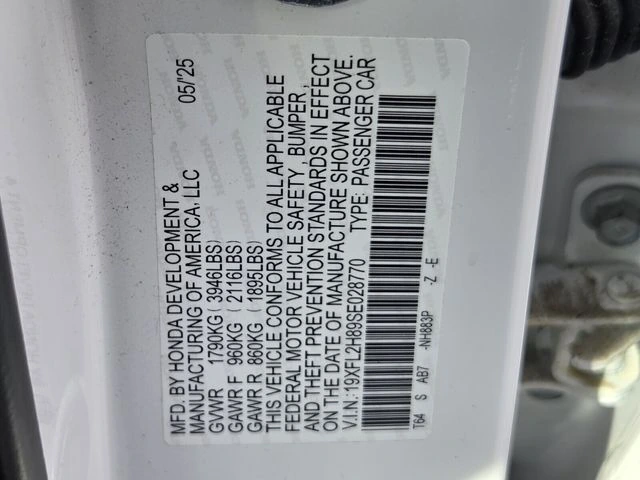 MFD. BY HONDA DEVELOPMENT & 05/'25
MANUFACTURING OF AMERICA, LLC
GVWR 1790KG (3946LBS)
GAWR F 960KG (2116LBS)
GAWR R 860KG (1895LBS)
THIS VEHICLE CONFORMS TO ALL APPLICABLE
FEDERAL MOTOR VEHICLE SAFETY, BUMPER,
AND THEFT PREVENTION STANDARDS IN EFFECT
ON THE DATE OF MANUFACTURE SHOWN ABOVE.
V.I.N: 19XFL2H89SE028770 TYPE: PASSENGER CAR
T64 S AB7 -NH883P -Z -E